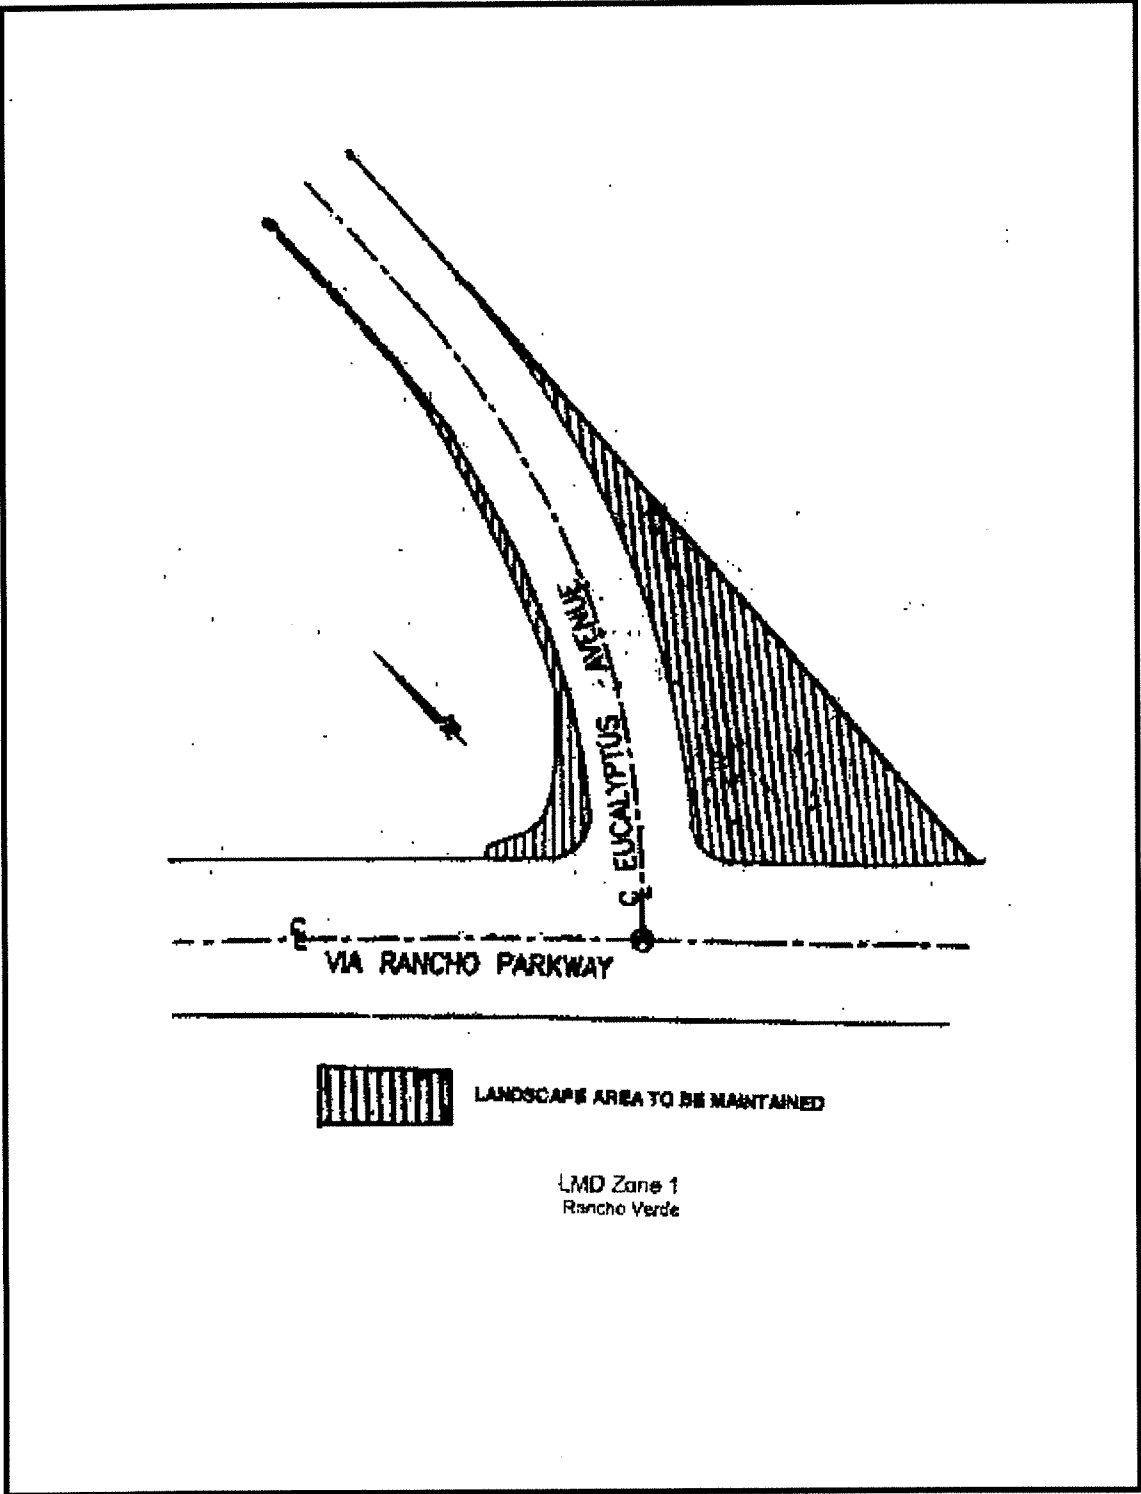 EUCALYPTUS AVENUE
VIA RANCHO PARKWAY
LANDSCAPE AREA TO BE MAINTAINED
LMD Zone 1
Rancho Verde